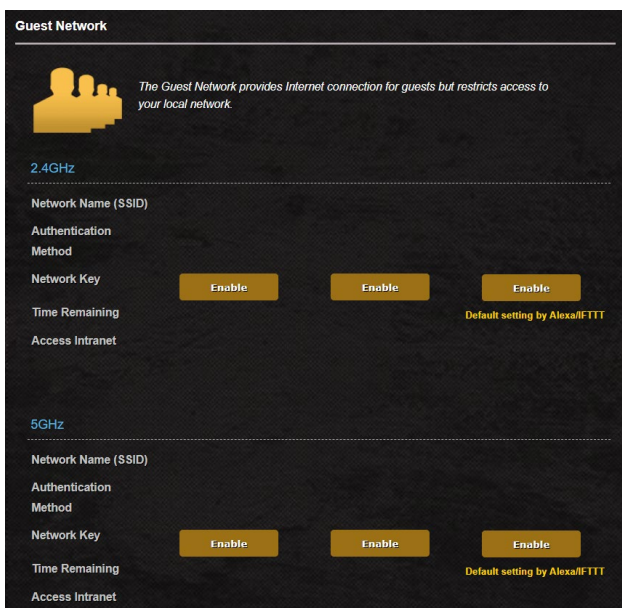 Guest Network
The Guest Network provides Internet connection for guests but restricts access to
your local network.
2.4GHz
Network Name (SSID)
Authentication
Method
Network Key
Enable
Enable
Enable
Time Remaining
Default setting by Alexa/IFTTT
Access Intranet
5GHz
Network Name (SSID)
Authentication
Method
Network Key
Enable
Enable
Enable
Time Remaining
Default setting by Alexa/IFTTT
Access Intranet